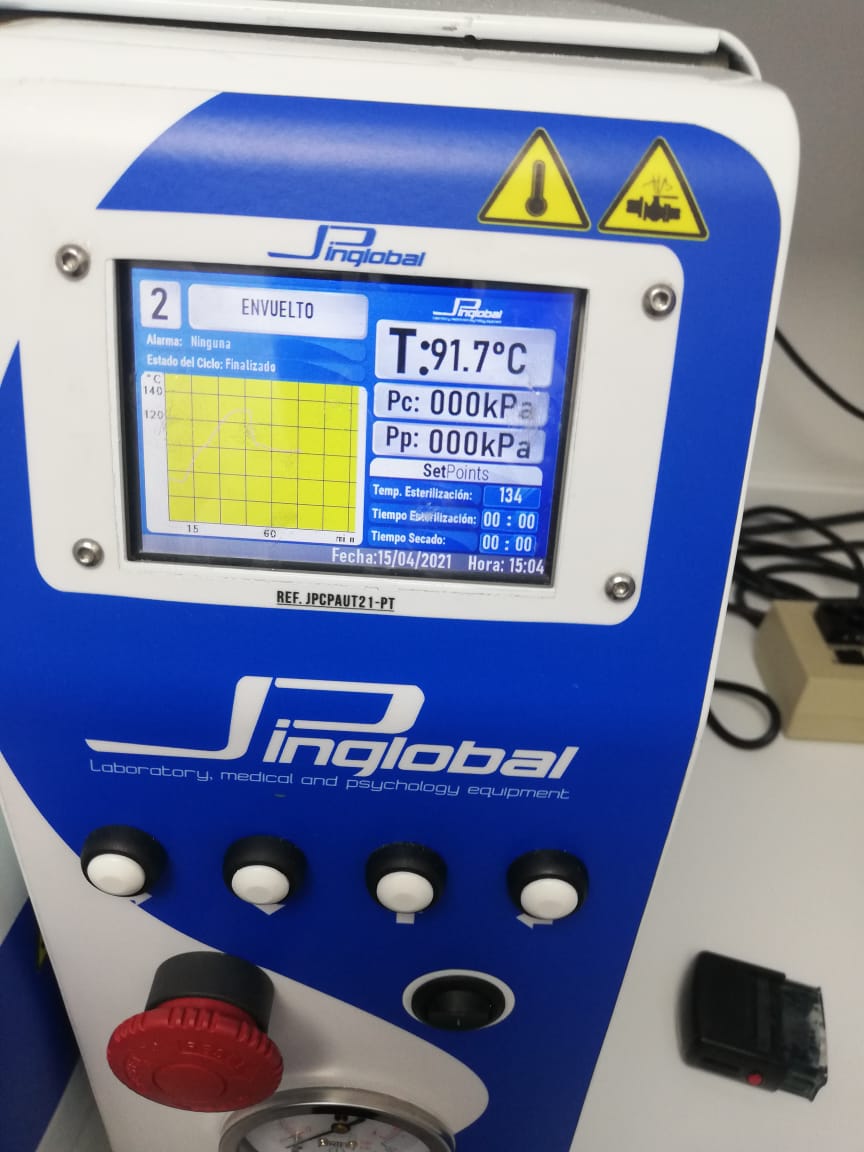 JPinglobal
2
ENVUELTO
JPinglobal
Alarma: Ninguna
Estado del Ciclo: Finalizado
T:91.7°C
Pc: 000kPa
Pp: 000kPa
SetPoints
Temp. Esterilización: 134
Tiempo Esterilización: 00 : 00
Tiempo Secado: 00 : 00
°C
140
120
15
60
min
Fecha:15/04/2021 Hora: 15:04
REF. JPCPAUT21-PT
JPinglobal
Laboratory, medical and psychology equipment